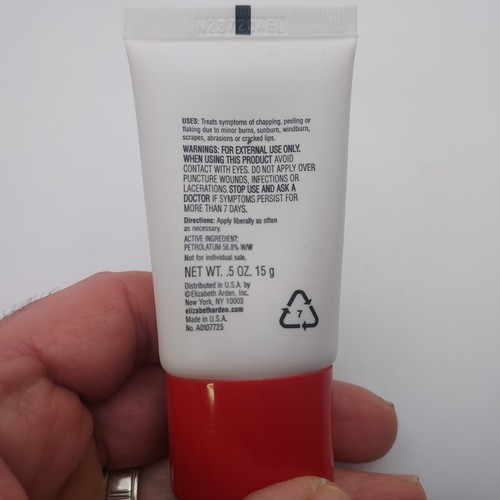 USES: Treats symptoms of chapping, peeling or
flaking due to minor burns, sunburn, windburn,
scrapes, abrasions or cracked lips.
WARNINGS: FOR EXTERNAL USE ONLY.
WHEN USING THIS PRODUCT AVOID
CONTACT WITH EYES. DO NOT APPLY OVER
PUNCTURE WOUNDS, INFECTIONS OR
LACERATIONS. STOP USE AND ASK A
DOCTOR IF SYMPTOMS PERSIST FOR
MORE THAN 7 DAYS.
Directions: Apply liberally as often
as necessary.
ACTIVE INGREDIENT:
PETROLATUM 56.8% W/W
Not for individual sale.
NET WT. .5 OZ. 15 g
Distributed in U.S.A. by
©Elizabeth Arden, Inc.
New York, NY 10003
elizabetharden.com
Made in U.S.A.
No. A0107725
7